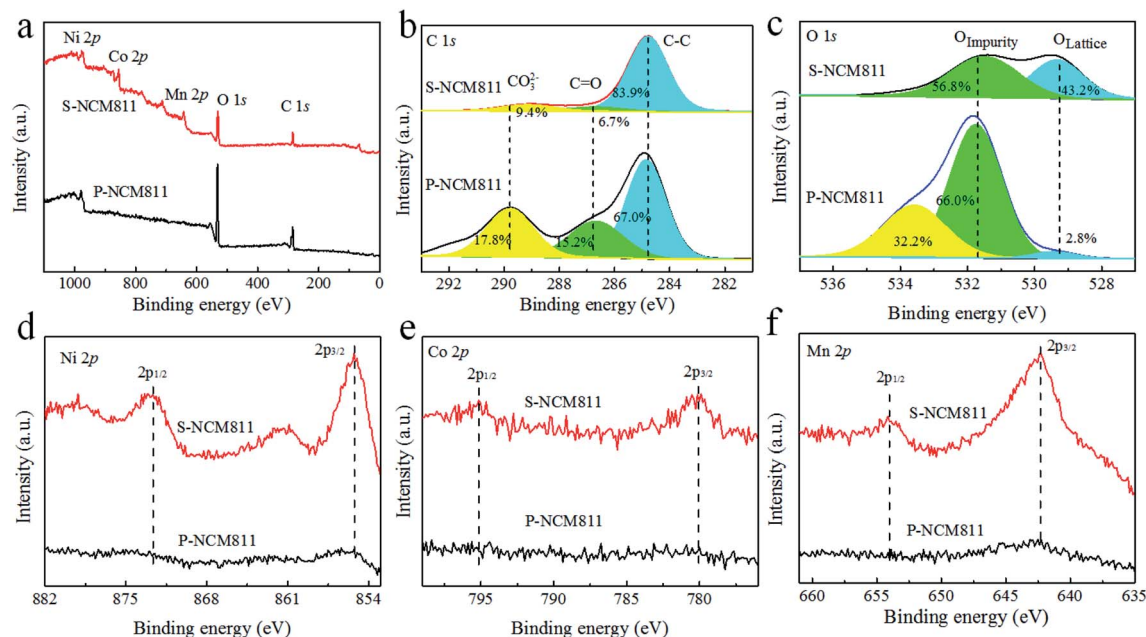 a
Ni 2p
Co 2p
S-NCM811
Mn 2p
O 1s
C 1s
P-NCM811
Intensity (a.u.)
1000 800 600 400 200 0
Binding energy (eV)
b
C 1s
C-C
S-NCM811
CO₃²⁻
C=O
83.9%
9.4%
6.7%
P-NCM811
67.0%
17.8%
15.2%
Intensity (a.u.)
292 290 288 286 284 282
Binding energy (eV)
c
O 1s
O_Impurity
O_Lattice
S-NCM811
56.8%
43.2%
P-NCM811
66.0%
32.2%
2.8%
Intensity (a.u.)
536 534 532 530 528
Binding energy (eV)
d
Ni 2p
2p3/2
2p1/2
S-NCM811
P-NCM811
Intensity (a.u.)
882 875 868 861 854
Binding energy (eV)
e
Co 2p
2p1/2
2p3/2
S-NCM811
P-NCM811
Intensity (a.u.)
795 790 785 780
Binding energy (eV)
f
Mn 2p
2p3/2
2p1/2
S-NCM811
P-NCM811
Intensity (a.u.)
660 655 650 645 640 635
Binding energy (eV)